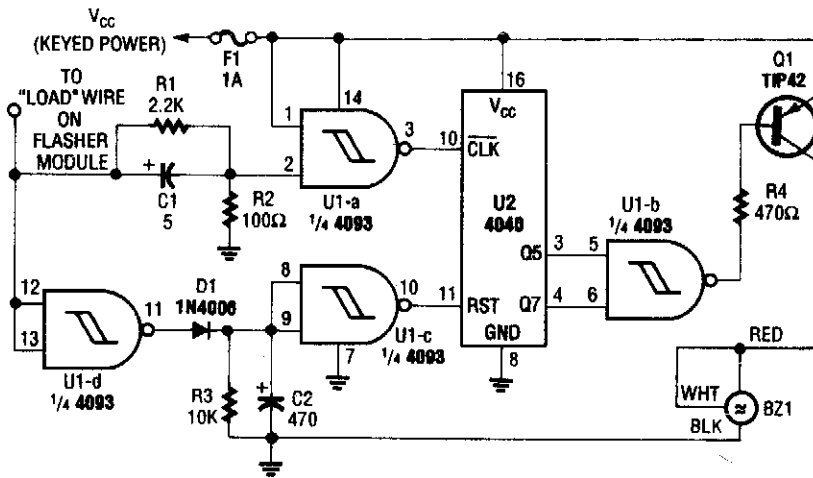 VCC
(KEYED POWER)
F1
1A
TO
"LOAD" WIRE
ON
FLASHER
MODULE
R1
2.2K
C1
5
+
R2
100Ω
1
2
14
3
U1-a
1/4 4093
16
VCC
10
CLK
U2
4040
Q5
3
Q7
4
11
RST
GND
8
5
6
U1-b
1/4 4093
Q1
TIP42
R4
470Ω
12
13
11
U1-d
1/4 4093
D1
1N4006
8
9
10
7
U1-c
1/4 4093
R3
10K
+
C2
470
RED
WHT
BLK
BZ1